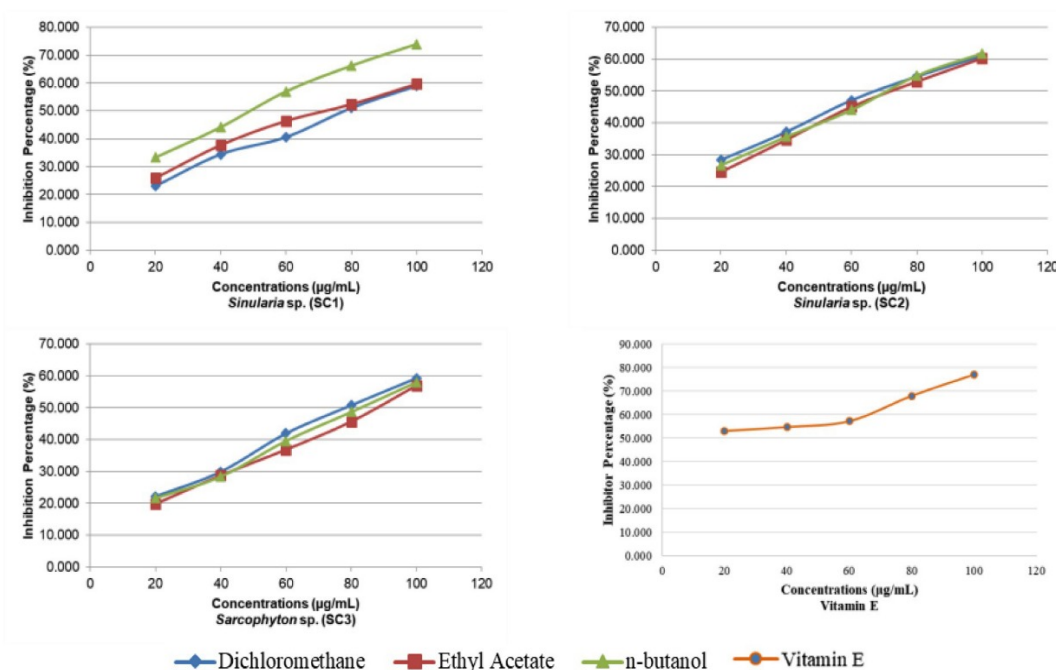 80.000
70.000
60.000
50.000
40.000
30.000
20.000
10.000
0.000
Inhibition Percentage (%)
0 20 40 60 80 100 120
Concentrations (µg/mL)
Sinularia sp. (SC1)
70.000
60.000
50.000
40.000
30.000
20.000
10.000
0.000
Inhibition Percentage (%)
0 20 40 60 80 100 120
Concentrations (µg/mL)
Sinularia sp. (SC2)
70.000
60.000
50.000
40.000
30.000
20.000
10.000
0.000
Inhibition Percentage (%)
0 20 40 60 80 100 120
Concentrations (µg/mL)
Sarcophyton sp. (SC3)
90.000
80.000
70.000
60.000
50.000
40.000
30.000
20.000
10.000
0.000
Inhibitor Percentage (%)
0 20 40 60 80 100 120
Concentrations (µg/mL)
Vitamin E
Dichloromethane Ethyl Acetate n-butanol Vitamin E